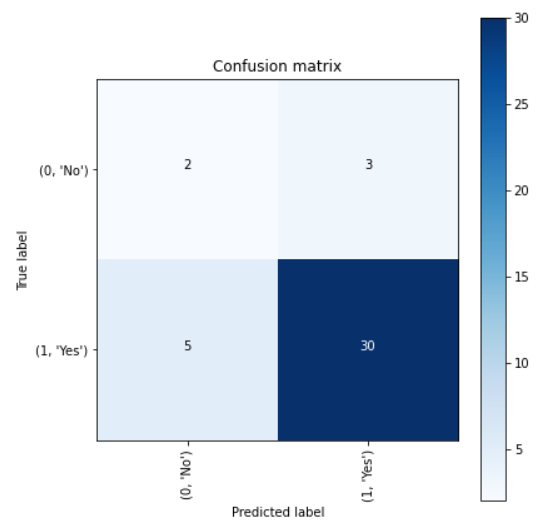 Confusion matrix
True label
(0, 'No')
2
3
(1, 'Yes')
5
30
(0, 'No')
(1, 'Yes')
Predicted label
30
25
20
15
10
5